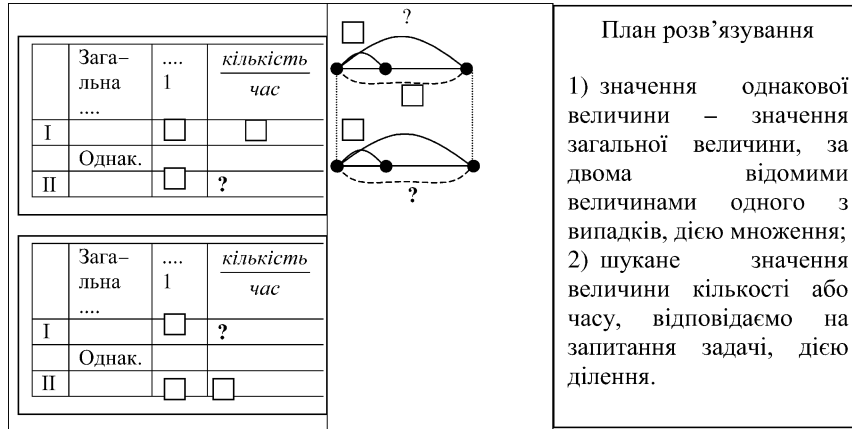 Зага–
льна
....
....
1
кількість
час
I
Однак.
II
?
Зага–
льна
....
....
1
кількість
час
I
?
Однак.
II
?
?
План розв’язування
1) значення однакової
величини – значення
загальної величини, за
двома відомими
величинами одного з
випадків, дією множення;
2) шукане значення
величини кількості або
часу, відповідаємо на
запитання задачі, дією
ділення.